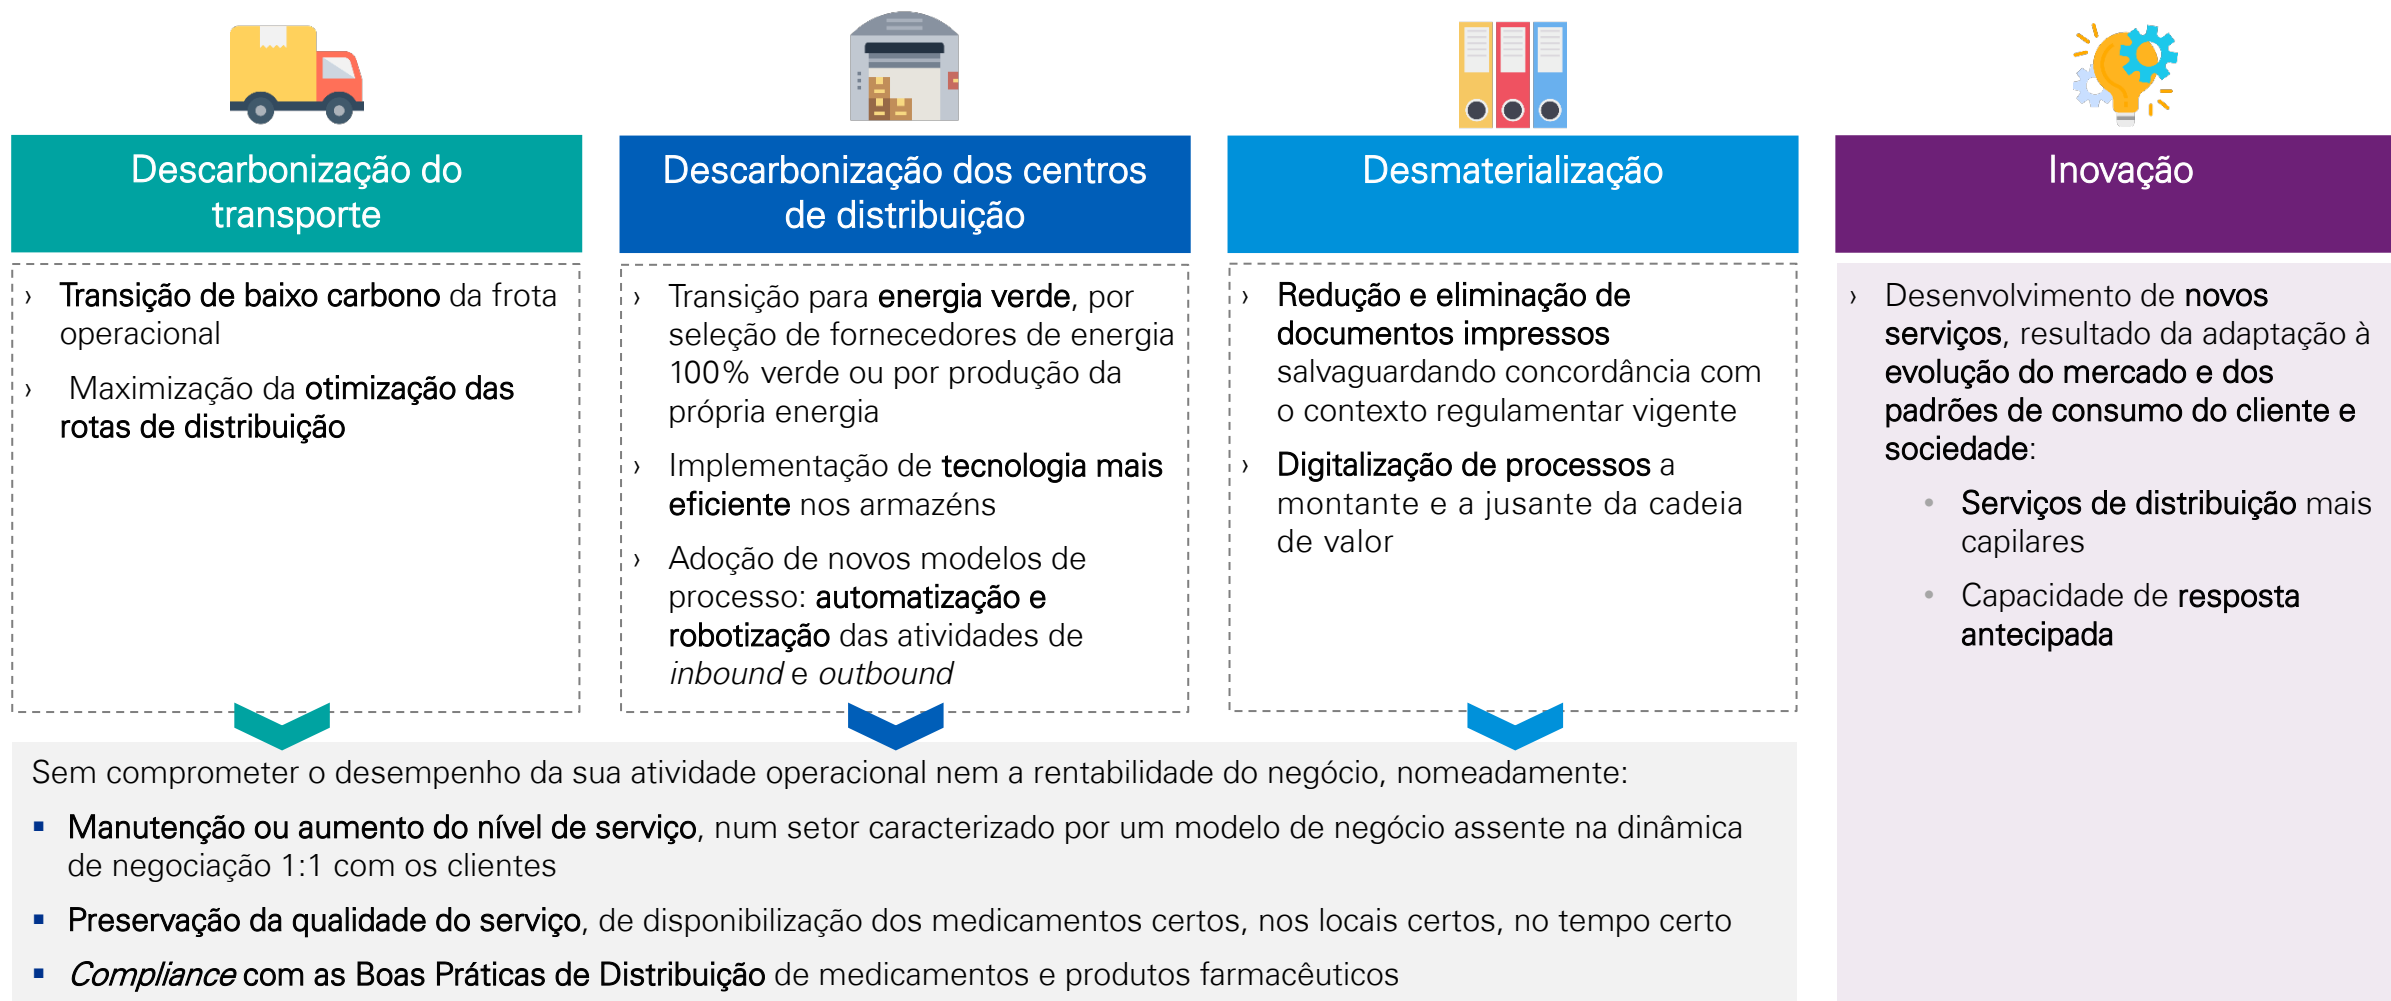 Descarbonização do
transporte
› Transição de baixo carbono da frota
operacional
› Maximização da otimização das
rotas de distribuição
Descarbonização dos centros
de distribuição
› Transição para energia verde, por
seleção de fornecedores de energia
100% verde ou por produção da
própria energia
› Implementação de tecnologia mais
eficiente nos armazéns
› Adoção de novos modelos de
processo: automatização e
robotização das atividades de
inbound e outbound
Desmaterialização
› Redução e eliminação de
documentos impressos
salvaguardando concordância com
o contexto regulamentar vigente
› Digitalização de processos a
montante e a jusante da cadeia
de valor
Sem comprometer o desempenho da sua atividade operacional nem a rentabilidade do negócio, nomeadamente:
▪ Manutenção ou aumento do nível de serviço, num setor caracterizado por um modelo de negócio assente na dinâmica
de negociação 1:1 com os clientes
▪ Preservação da qualidade do serviço, de disponibilização dos medicamentos certos, nos locais certos, no tempo certo
▪ Compliance com as Boas Práticas de Distribuição de medicamentos e produtos farmacêuticos
Inovação
› Desenvolvimento de novos
serviços, resultado da adaptação à
evolução do mercado e dos
padrões de consumo do cliente e
sociedade:
• Serviços de distribuição mais
capilares
• Capacidade de resposta
antecipada